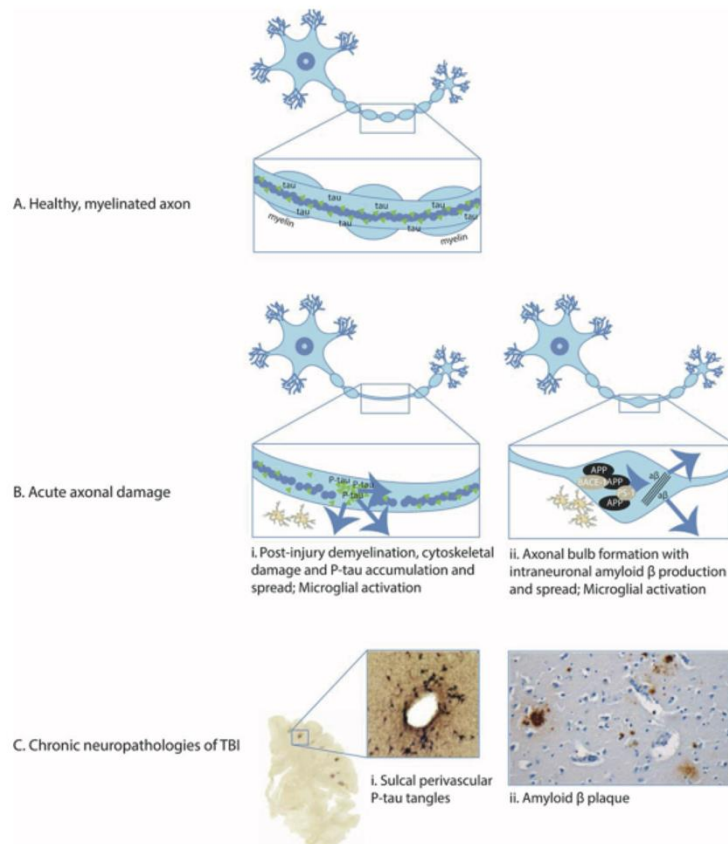 A. Healthy, myelinated axon
tau
tau
tau
tau
tau
tau
tau
tau
myelin
myelin
B. Acute axonal damage
P-tau
P-tau
P-tau
APP
BACE-1
APP
APP
aβ
aβ
i. Post-injury demyelination, cytoskeletal
damage and P-tau accumulation and
spread; Microglial activation
ii. Axonal bulb formation with
intraneuronal amyloid β production
and spread; Microglial activation
C. Chronic neuropathologies of TBI
i. Sulcal perivascular
P-tau tangles
ii. Amyloid β plaque